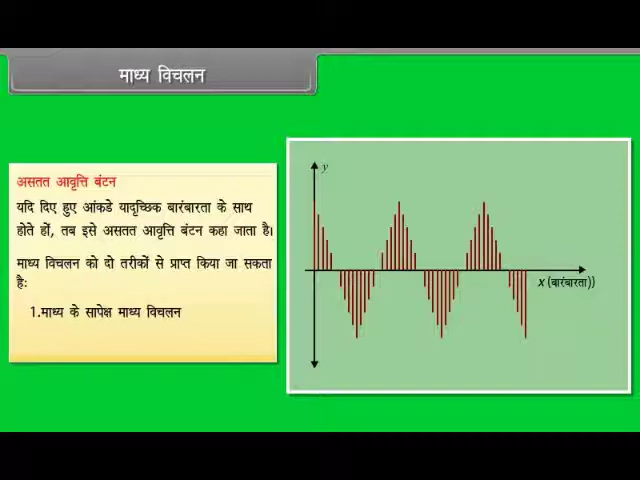 माध्य विचलन
असतत आवृत्ति बंटन
यदि दिए हुए आंकडे यादृच्छिक बारंबारता के साथ
होते हों, तब इसे असतत आवृत्ति बंटन कहा जाता है।
माध्य विचलन को दो तरीकों से प्राप्त किया जा सकता
है:
1.माध्य के सापेक्ष माध्य विचलन
y
x (बारंबारता))